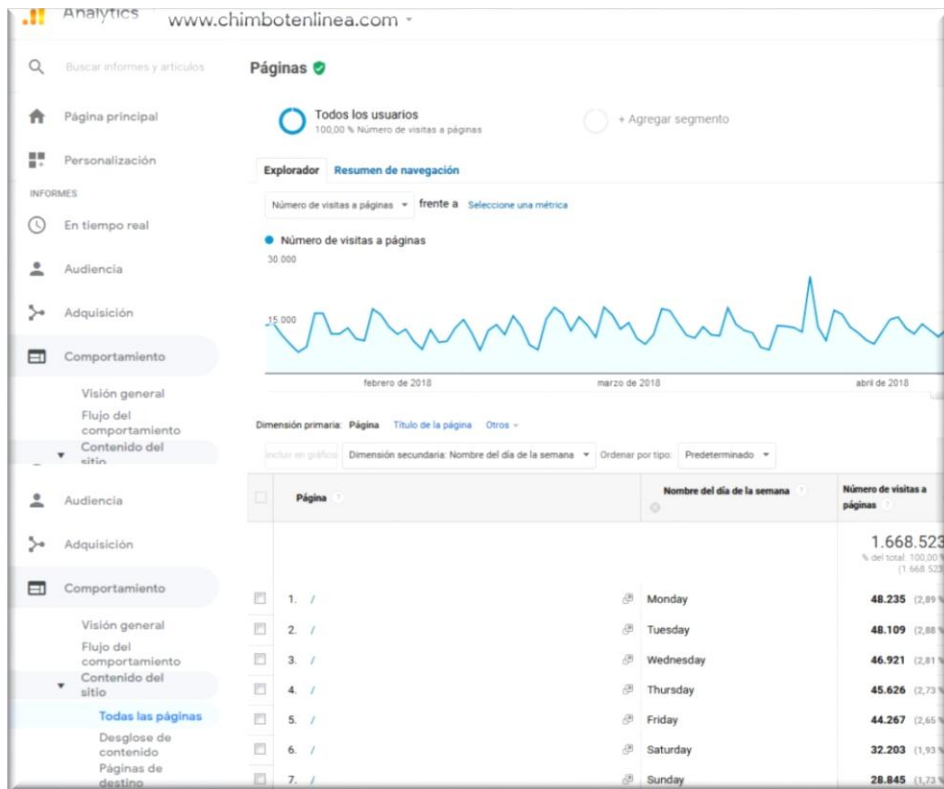 Analytics
www.chimbotenlinea.com
Buscar informes y artículos
Página principal
Personalización
INFORMES
En tiempo real
Audiencia
Adquisición
Comportamiento
Visión general
Flujo del
comportamiento
Contenido del
sitio
Audiencia
Adquisición
Comportamiento
Visión general
Flujo del
comportamiento
Contenido del
sitio
Todas las páginas
Desglose de
contenido
Páginas de
destino
Páginas
Todos los usuarios
100,00 % Número de visitas a páginas
+ Agregar segmento
Explorador Resumen de navegación
Número de visitas a páginas frente a Seleccione una métrica
Número de visitas a páginas
30.000
15.000
febrero de 2018 marzo de 2018 abril de 2018
Dimensión primaria: Página Título de la página Otros
Incluir en gráfico Dimensión secundaria: Nombre del día de la semana Ordenar por tipo: Predeterminado
Página ? Nombre del día de la semana ? Número de visitas a
páginas ?
1.668.523
% del total: 100,00 %
(1.668.523
1. / Monday 48.235 (2,89 %
2. / Tuesday 48.109 (2,88 %
3. / Wednesday 46.921 (2,81 %
4. / Thursday 45.626 (2,73 %
5. / Friday 44.267 (2,65 %
6. / Saturday 32.203 (1,93 %
7. / Sunday 28.845 (1,73 %